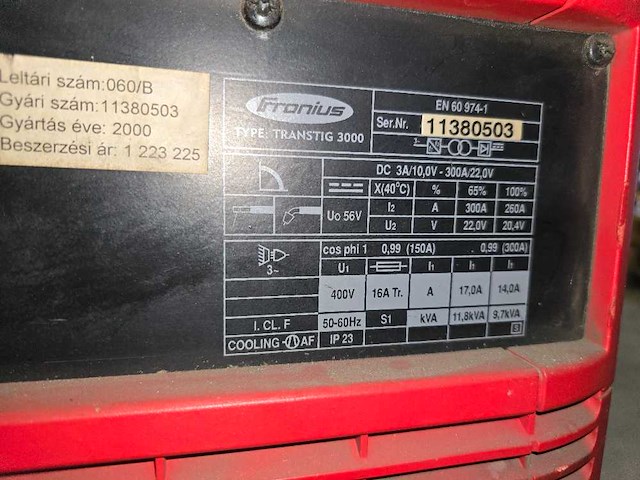 Leltári szám:060/B
Gyári szám:11380503
Gyártás éve: 2000
Beszerzési ár: 1 223 225
Fronius
TYPE: TRANSTIG 3000
EN 60 974-1
Ser.Nr. 11380503
DC 3A/10,0V - 300A/22,0V
X(40°C) % 65% 100%
Uo 56V
I2 A 300A 260A
U2 V 22,0V 20,4V
cos phi 1 0,99 (150A) 0,99 (300A)
3~
U1 I1 I1 I1
400V 16A Tr. A 17,0A 14,0A
I. CL. F 50-60Hz S1 kVA 11,8kVA 9,7kVA
COOLING AF IP 23 S